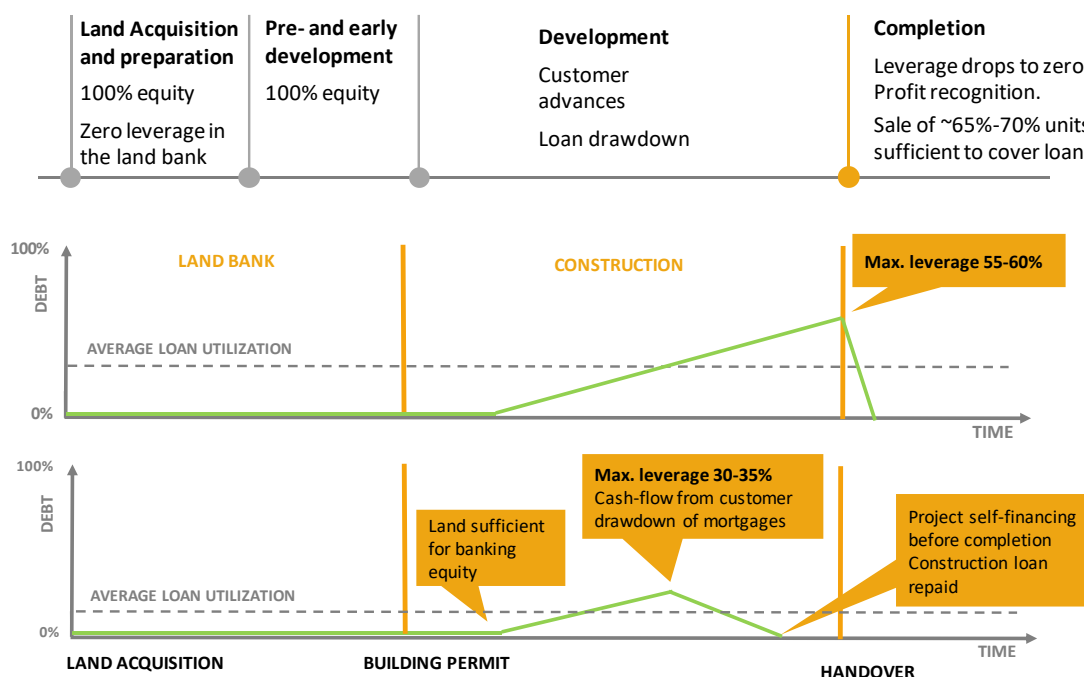 Land Acquisition
and preparation
100% equity
Zero leverage in
the land bank
Pre- and early
development
100% equity
Development
Customer
advances
Loan drawdown
Completion
Leverage drops to zero
Profit recognition.
Sale of ~65%-70% units
sufficient to cover loan
100%
DEBT
LAND BANK
CONSTRUCTION
Max. leverage 55-60%
AVERAGE LOAN UTILIZATION
0%
TIME
100%
DEBT
Land sufficient
for banking
equity
Max. leverage 30-35%
Cash-flow from customer
drawdown of mortgages
Project self-financing
before completion
Construction loan
repaid
AVERAGE LOAN UTILIZATION
0%
TIME
LAND ACQUISITION
BUILDING PERMIT
HANDOVER